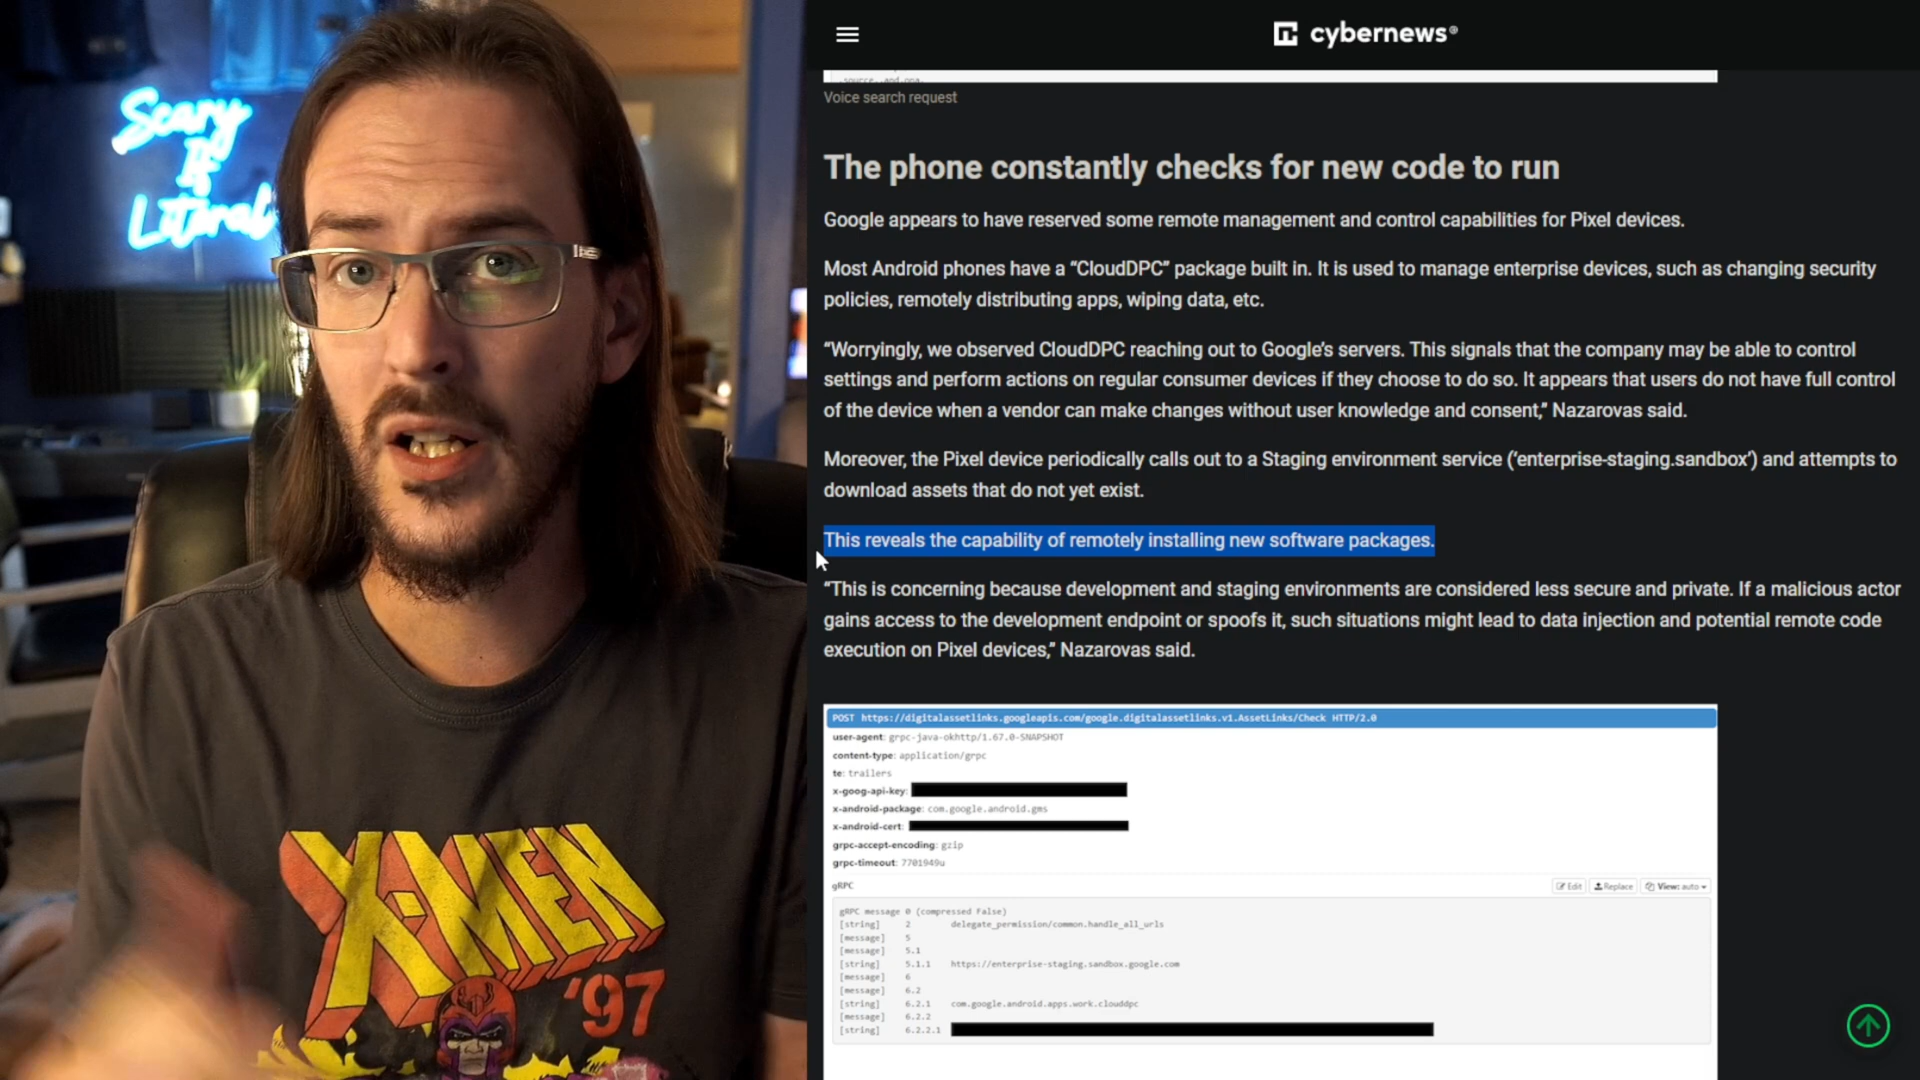 Scary
If
Literal
X-MEN
'97
cybernews®
source and
Voice search request
The phone constantly checks for new code to run
Google appears to have reserved some remote management and control capabilities for Pixel devices.
Most Android phones have a “CloudDPC” package built in. It is used to manage enterprise devices, such as changing security
policies, remotely distributing apps, wiping data, etc.
“Worryingly, we observed CloudDPC reaching out to Google’s servers. This signals that the company may be able to control
settings and perform actions on regular consumer devices if they choose to do so. It appears that users do not have full control
of the device when a vendor can make changes without user knowledge and consent,” Nazarovas said.
Moreover, the Pixel device periodically calls out to a Staging environment service (‘enterprise-staging.sandbox’) and attempts to
download assets that do not yet exist.
This reveals the capability of remotely installing new software packages.
“This is concerning because development and staging environments are considered less secure and private. If a malicious actor
gains access to the development endpoint or spoofs it, such situations might lead to data injection and potential remote code
execution on Pixel devices,” Nazarovas said.
POST https://digitalassetlinks.googleapis.com/google.digitalassetlinks.v1.AssetLinks/Check HTTP/2.0
user-agent: grpc-java-okhttp/1.67.0-SNAPSHOT
content-type: application/grpc
te: trailers
x-goog-api-key:
x-android-package: com.google.android.gms
x-android-cert:
grpc-accept-encoding: gzip
grpc-timeout: 7701949u
gRPC
Edit Replace View: auto
gRPC message 0 (compressed False)
[string] 2 delegate_permission/common.handle_all_urls
[message] 5
[message] 5.1
[string] 5.1.1 https://enterprise-staging.sandbox.google.com
[message] 6
[message] 6.2
[string] 6.2.1 com.google.android.apps.work.clouddpc
[message] 6.2.2
[string] 6.2.2.1